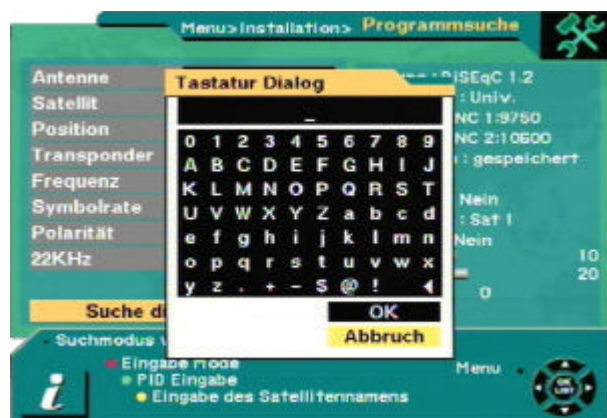 Menu>Installation> Programmsuche
Antenne
Satellit
Position
Transponder
Frequenz
Symbolrate
Polarität
22KHz
Tastatur Dialog
_
0 1 2 3 4 5 6 7 8 9
A B C D E F G H I J
K L M N O P Q R S T
U V W X Y Z a b c d
e f g h i j k l m n
o p q r s t u v w x
y z . + - S @ !
OK
Abbruch
: DiSEqC 1.2
: Univ.
NC 1:9750
NC 2:10600
: gespeichert
Nein
: Sat 1
Nein
10
20
0
Suche di
Suchmodus
Eingabe Mode
PID Eingabe
Eingabe des Satellitennamens
Menu
OK
LIST
i